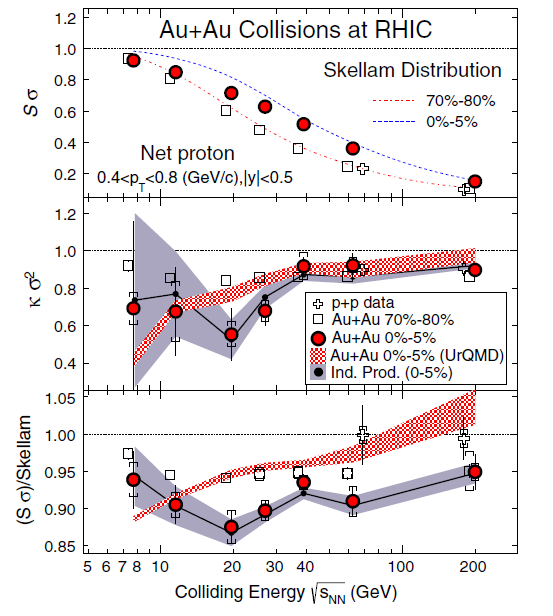 Au+Au Collisions at RHIC
Skellam Distribution
70%-80%
0%-5%
Net proton
0.4<p_T<0.8 (GeV/c),|y|<0.5
S σ
1.2
1.0
0.8
0.6
0.4
0.2
κ σ²
1.2
1.0
0.8
0.6
0.4
p+p data
Au+Au 70%-80%
Au+Au 0%-5%
Au+Au 0%-5% (UrQMD)
Ind. Prod. (0-5%)
(S σ)/Skellam
1.05
1.00
0.95
0.90
0.85
5 6 7 8 10 20 30 40 100 200
Colliding Energy √s_NN (GeV)